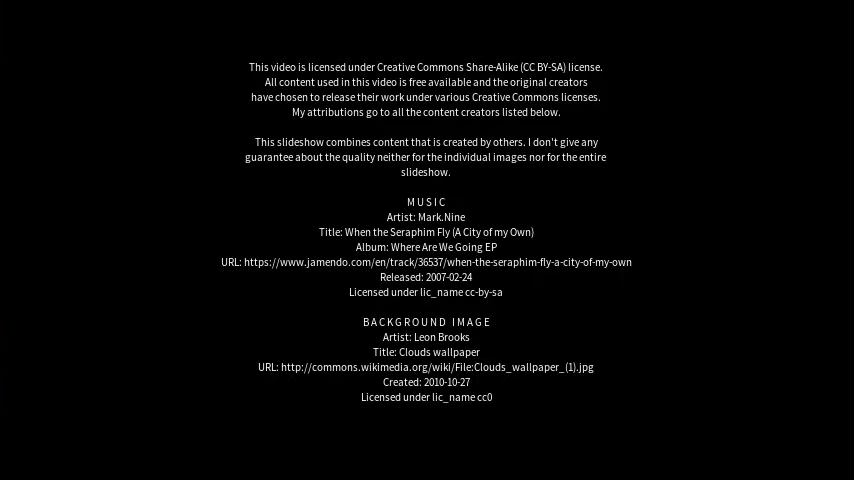 This video is licensed under Creative Commons Share-Alike (CC BY-SA) license.
All content used in this video is free available and the original creators
have chosen to release their work under various Creative Commons licenses.
My attributions go to all the content creators listed below.
This slideshow combines content that is created by others. I don't give any
guarantee about the quality neither for the individual images nor for the entire
slideshow.
MUSIC
Artist: Mark.Nine
Title: When the Seraphim Fly (A City of my Own)
Album: Where Are We Going EP
URL: https://www.jamendo.com/en/track/36537/when-the-seraphim-fly-a-city-of-my-own
Released: 2007-02-24
Licensed under lic_name cc-by-sa
BACKGROUND IMAGE
Artist: Leon Brooks
Title: Clouds wallpaper
URL: http://commons.wikimedia.org/wiki/File:Clouds_wallpaper_(1).jpg
Created: 2010-10-27
Licensed under lic_name cc0